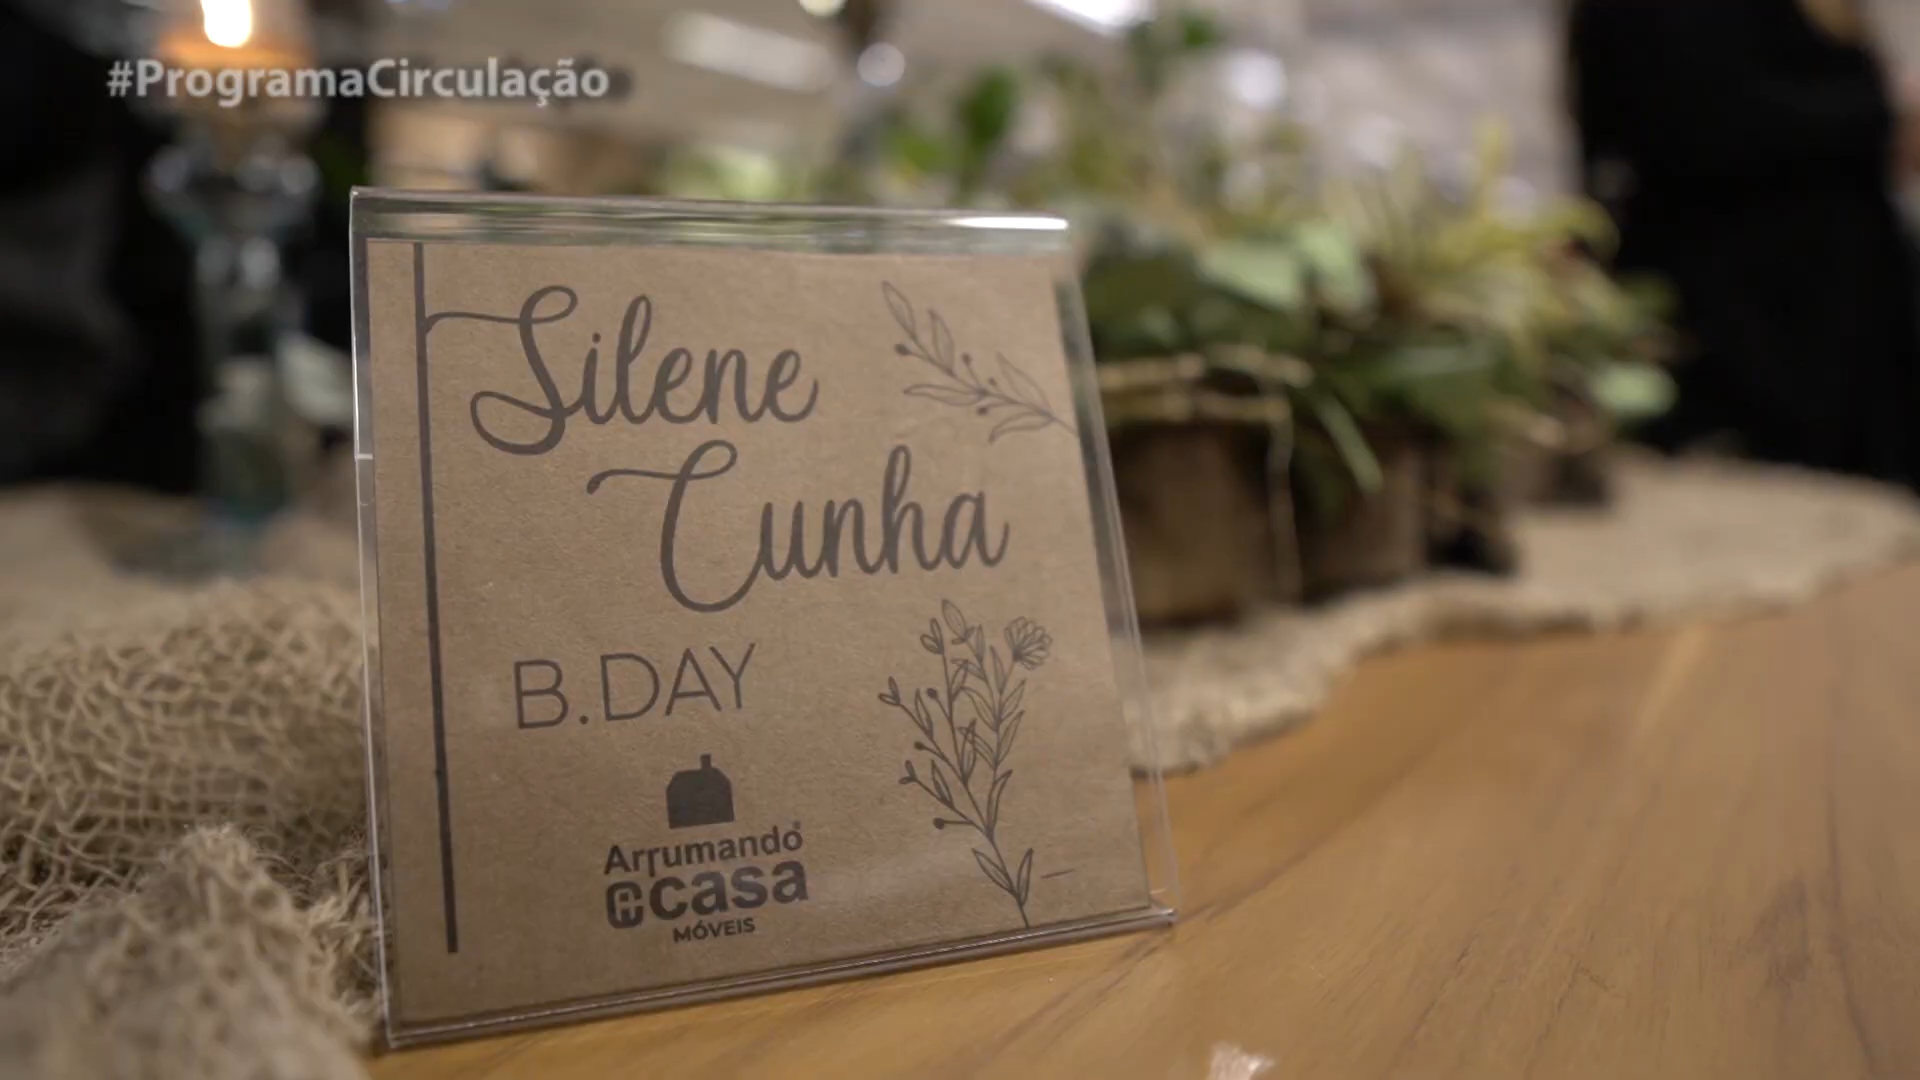 #ProgramaCirculação
Silene
Cunha
B.DAY
Arrumando
a casa
MÓVEIS